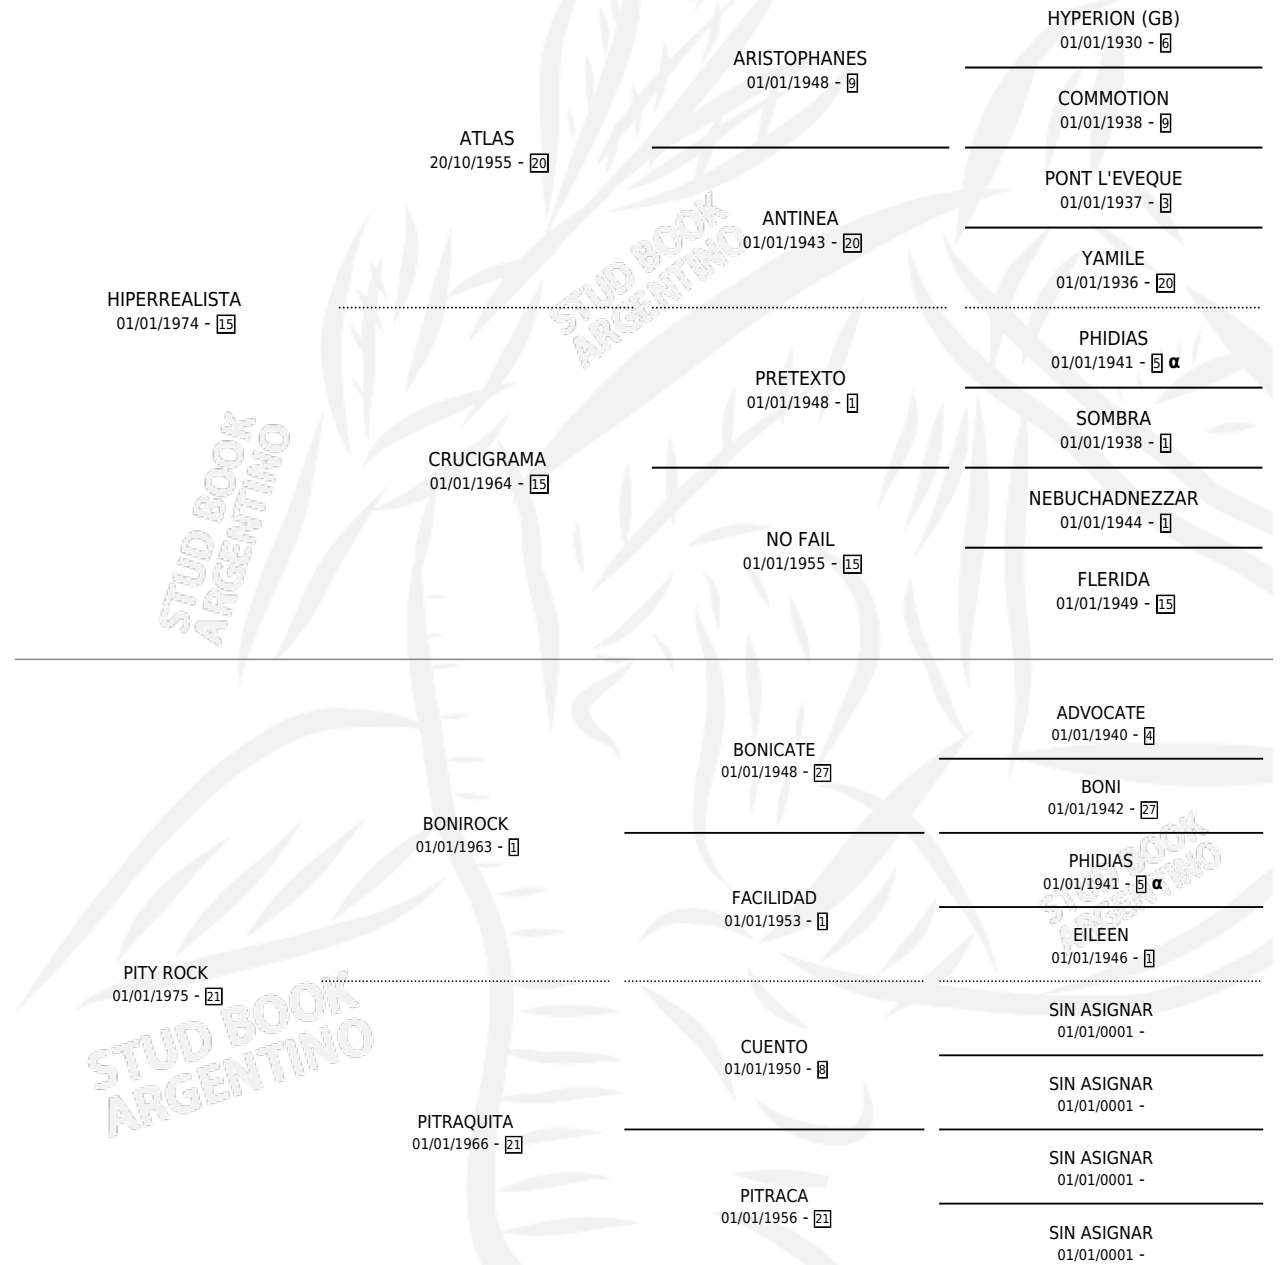 HYPERION (GB)
01/01/1930 - 6
ARISTOPHANES
01/01/1948 - 9
COMMOTION
01/01/1938 - 9
ATLAS
20/10/1955 - 20
PONT L'EVEQUE
01/01/1937 - 3
ANTINEA
01/01/1943 - 20
YAMILE
01/01/1936 - 20
HIPERREALISTA
01/01/1974 - 15
PHIDIAS
01/01/1941 - 5 α
PRETEXTO
01/01/1948 - 1
SOMBRA
01/01/1938 - 1
CRUCIGRAMA
01/01/1964 - 15
NEBUCHADNEZZAR
01/01/1944 - 1
NO FAIL
01/01/1955 - 15
FLERIDA
01/01/1949 - 15
ADVOCATE
01/01/1940 - 4
BONICATE
01/01/1948 - 27
BONI
01/01/1942 - 27
BONIROCK
01/01/1963 - 1
PHIDIAS
01/01/1941 - 5 α
FACILIDAD
01/01/1953 - 1
EILEEN
01/01/1946 - 1
PITY ROCK
01/01/1975 - 21
SIN ASIGNAR
01/01/0001 -
CUENTO
01/01/1950 - 8
SIN ASIGNAR
01/01/0001 -
PITRAQUITA
01/01/1966 - 21
SIN ASIGNAR
01/01/0001 -
PITRACA
01/01/1956 - 21
SIN ASIGNAR
01/01/0001 -
STUD BOOK
ARGENTINO
STUD BOOK
ARGENTINO
STUD BOOK
ARGENTINO
STUD BOOK
ARGENTINO